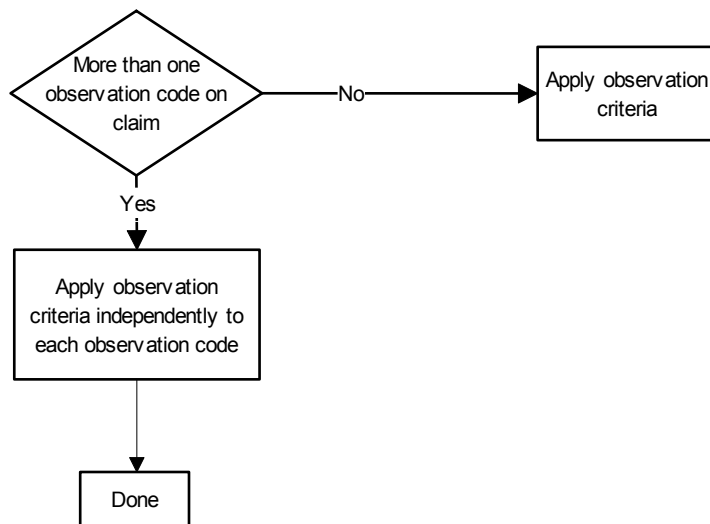 More than one
observation code on
claim
No
Apply observation
criteria
Yes
Apply observation
criteria independently to
each observation code
Done